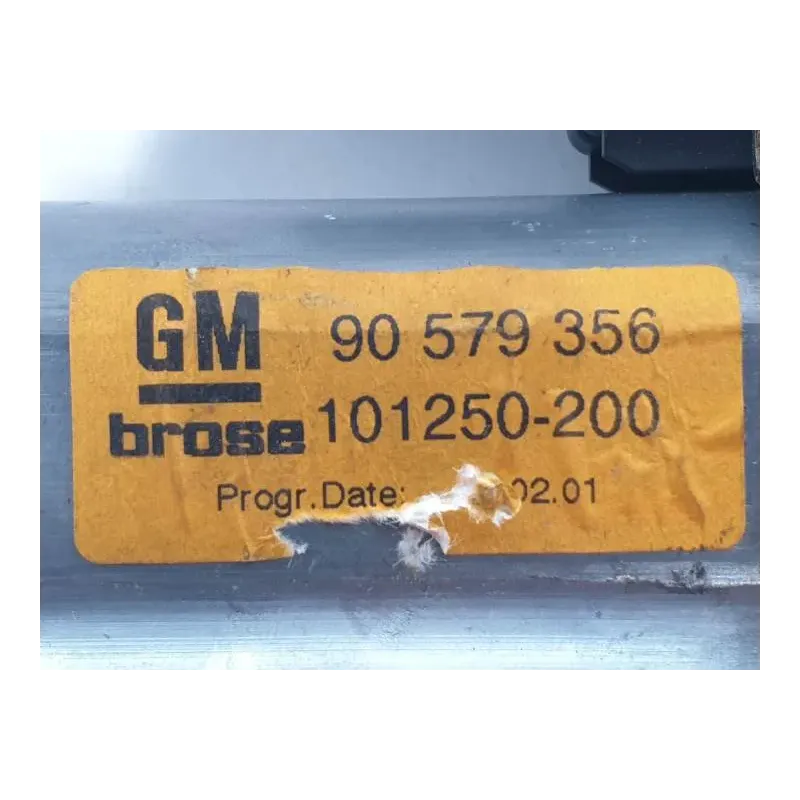 GM 90 579 356
brose 101250-200
Progr.Date: 02.01